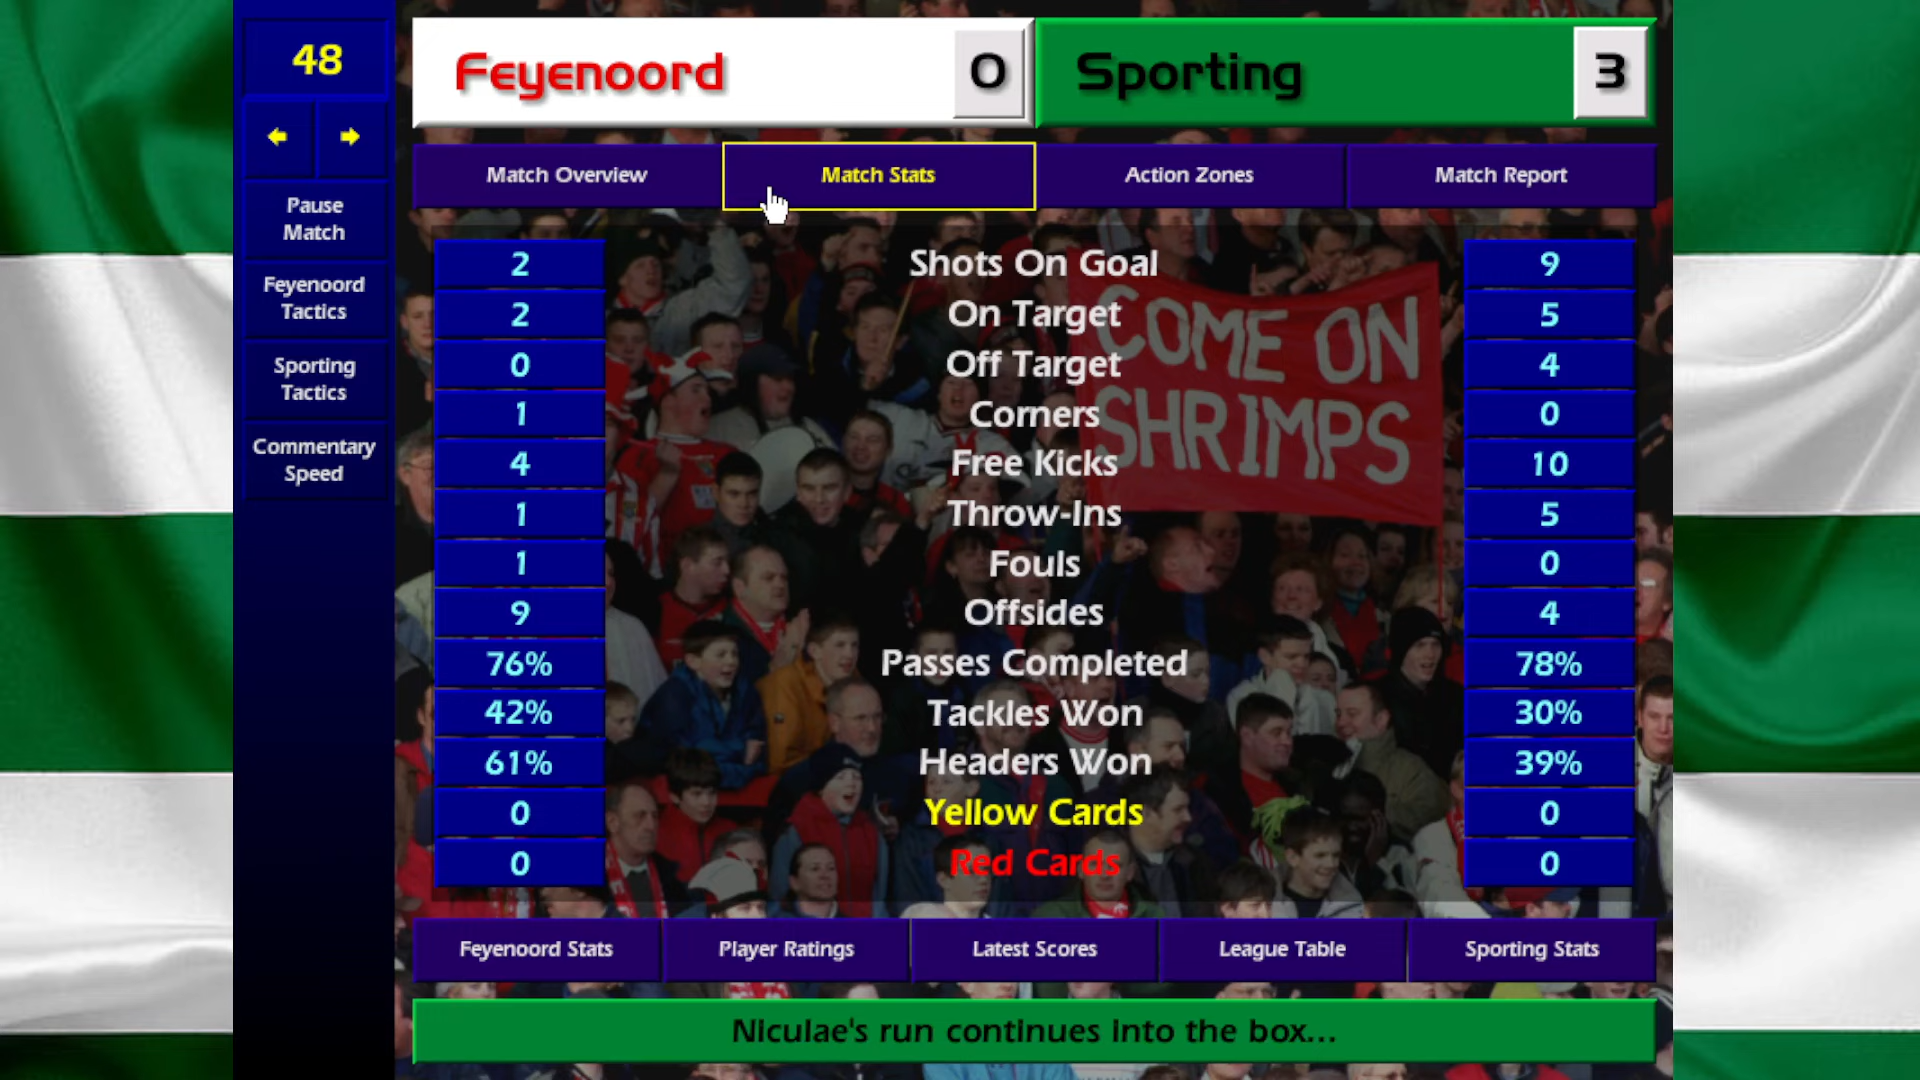 48
Feyenoord 0 Sporting 3
Match Overview Match Stats Action Zones Match Report
Pause
Match
Feyenoord
Tactics
Sporting
Tactics
Commentary
Speed
2 Shots On Goal 9
2 On Target 5
0 Off Target 4
1 Corners 0
4 Free Kicks 10
1 Throw-Ins 5
1 Fouls 0
9 Offsides 4
76% Passes Completed 78%
42% Tackles Won 30%
61% Headers Won 39%
0 Yellow Cards 0
0 Red Cards 0
COME ON
SHRIMPS
Feyenoord Stats Player Ratings Latest Scores League Table Sporting Stats
Niculae's run continues into the box...